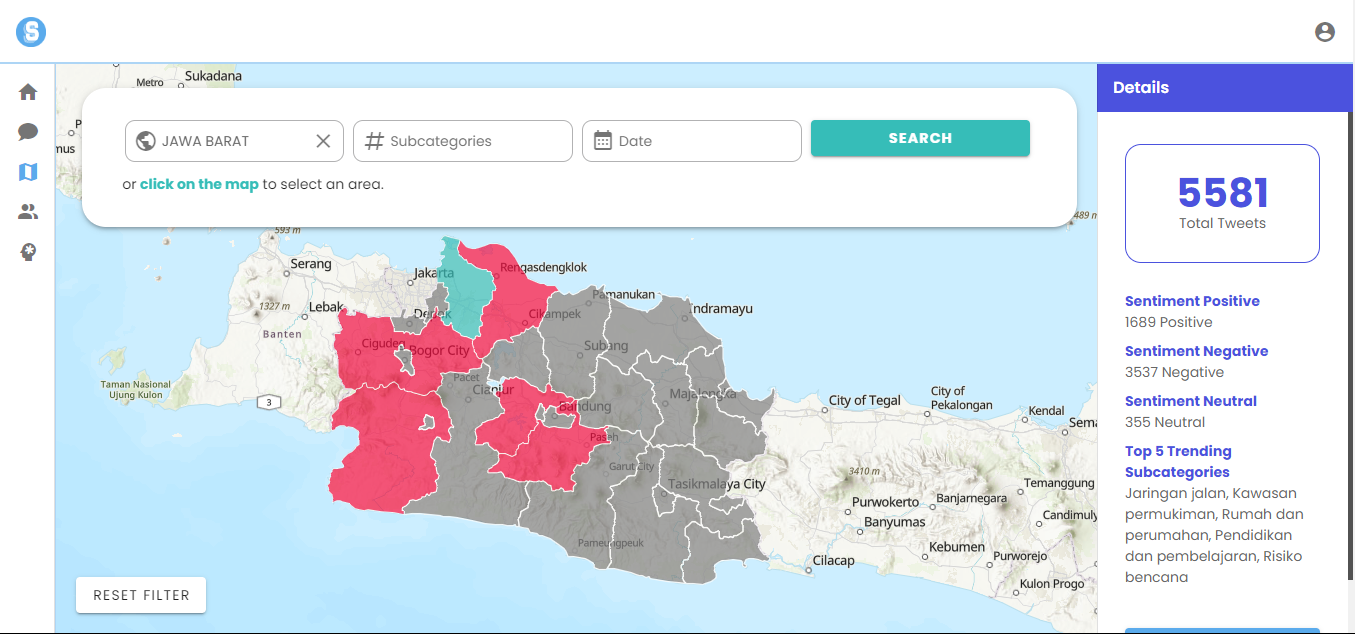 S
Metro
Sukadana
JAWA BARAT
Subcategories
Date
SEARCH
or click on the map to select an area.
mus
593 m
489 m
Serang
Jakarta
Rengasdengklok
1327 m
Lebak
Depok
Cikampek
Pamanukan
Indramayu
Banten
Cigudeg
Bogor City
Subang
Pacet
Cianjur
Majalengka
Taman Nasional
Ujung Kulon
3
Bandung
City of Tegal
City of
Pekalongan
Kendal
Paseh
Garut City
Tasikmalaya City
3410 m
Temanggung
Purwokerto
Banjarnegara
Banyumas
Candimuly
Pameungpeuk
Kebumen
Purworejo
Cilacap
Kulon Progo
RESET FILTER
Details
5581
Total Tweets
Sentiment Positive
1689 Positive
Sentiment Negative
3537 Negative
Sentiment Neutral
355 Neutral
Top 5 Trending
Subcategories
Jaringan jalan, Kawasan
permukiman, Rumah dan
perumahan, Pendidikan
dan pembelajaran, Risiko
bencana